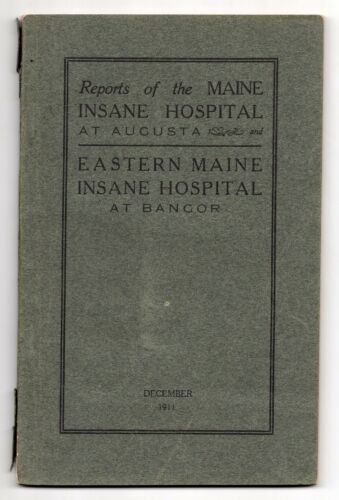 Reports of the MAINE
INSANE HOSPITAL
AT AUGUSTA and
EASTERN MAINE
INSANE HOSPITAL
AT BANGOR
DECEMBER
1911